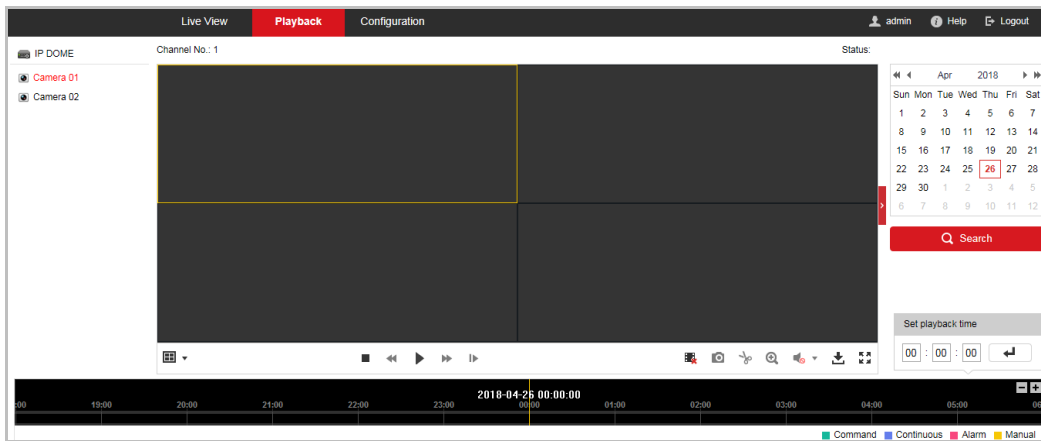 Live View Playback Configuration admin Help Logout
IP DOME
Channel No.: 1 Status:
Camera 01
Camera 02
Apr 2018
Sun Mon Tue Wed Thu Fri Sat
1 2 3 4 5 6 7
8 9 10 11 12 13 14
15 16 17 18 19 20 21
22 23 24 25 26 27 28
29 30 1 2 3 4 5
6 7 8 9 10 11 12
Search
Set playback time
00 : 00 : 00
2018-04-26 00:00:00
:00 19:00 20:00 21:00 22:00 23:00 00:00 01:00 02:00 03:00 04:00 05:00 06
Command Continuous Alarm Manual